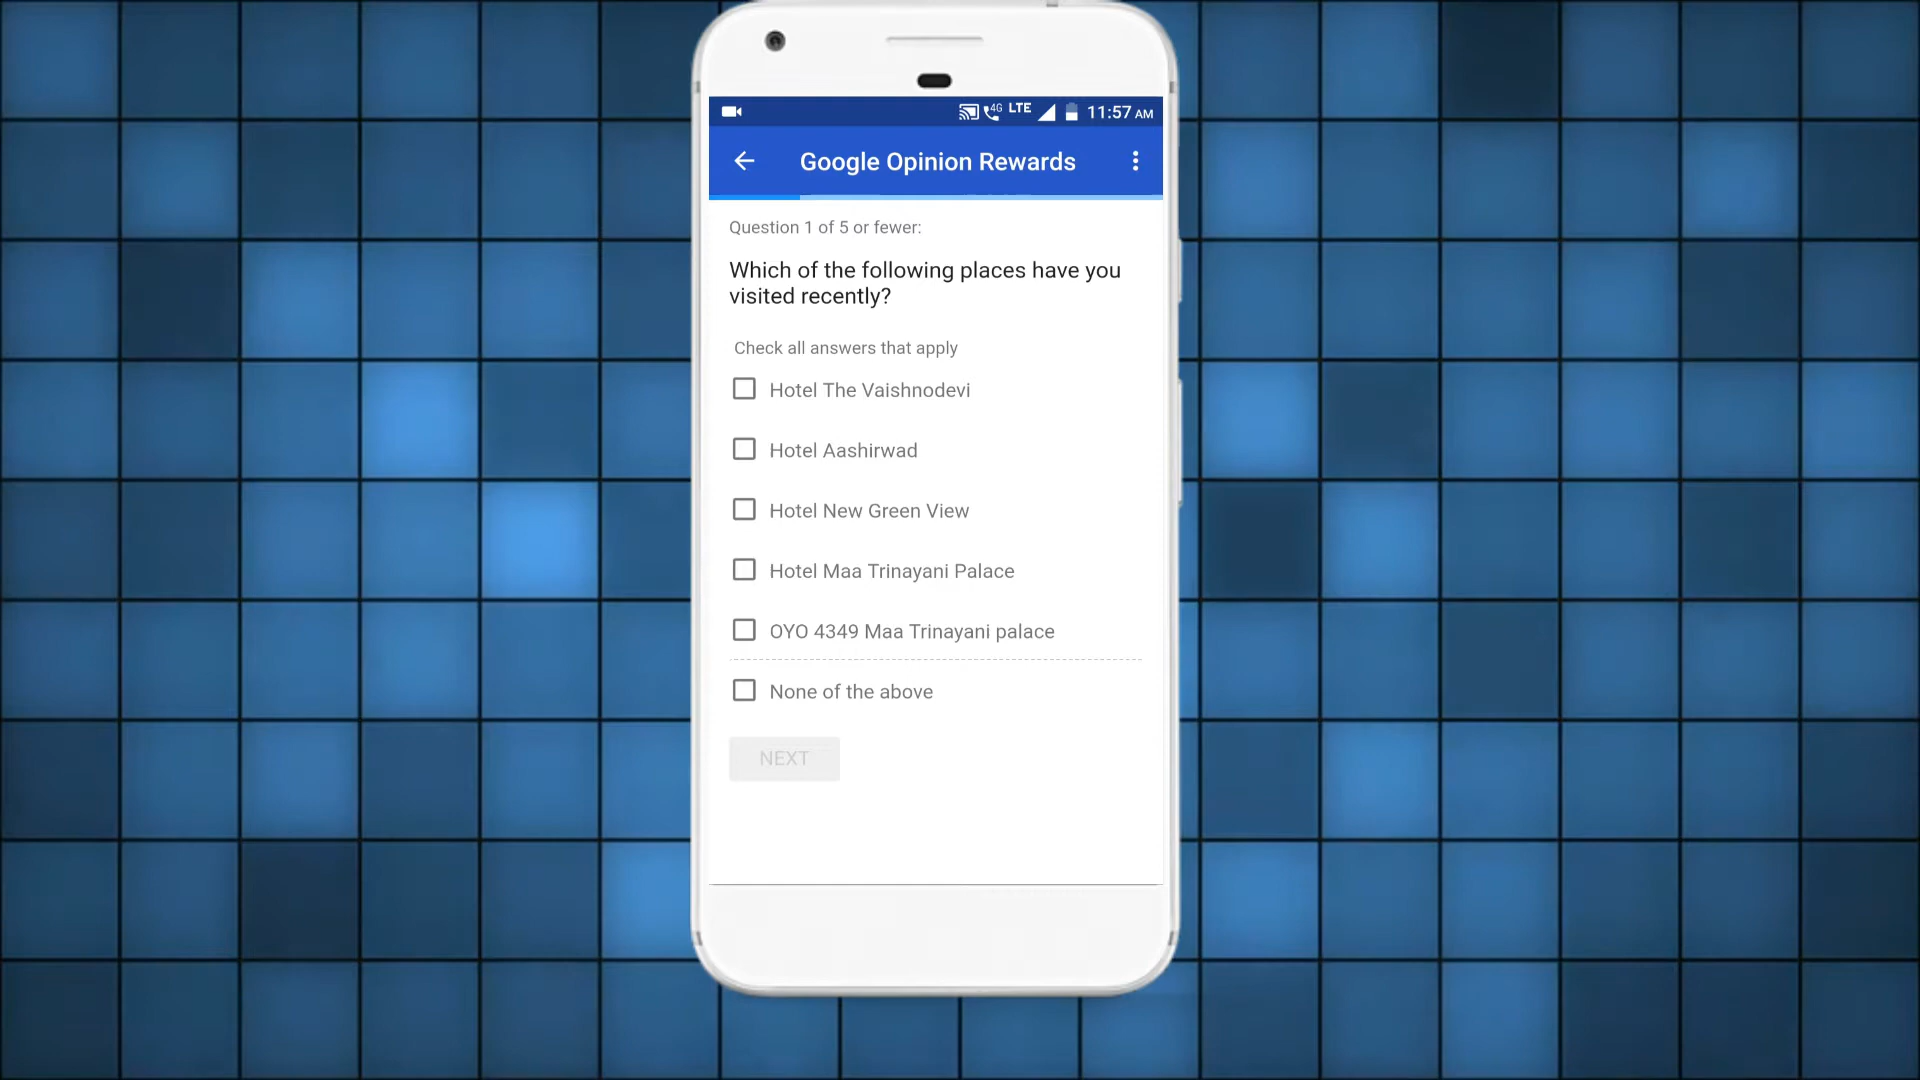 4G LTE 11:57 AM
Google Opinion Rewards
Question 1 of 5 or fewer:
Which of the following places have you
visited recently?
Check all answers that apply
Hotel The Vaishnodevi
Hotel Aashirwad
Hotel New Green View
Hotel Maa Trinayani Palace
OYO 4349 Maa Trinayani palace
None of the above
NEXT